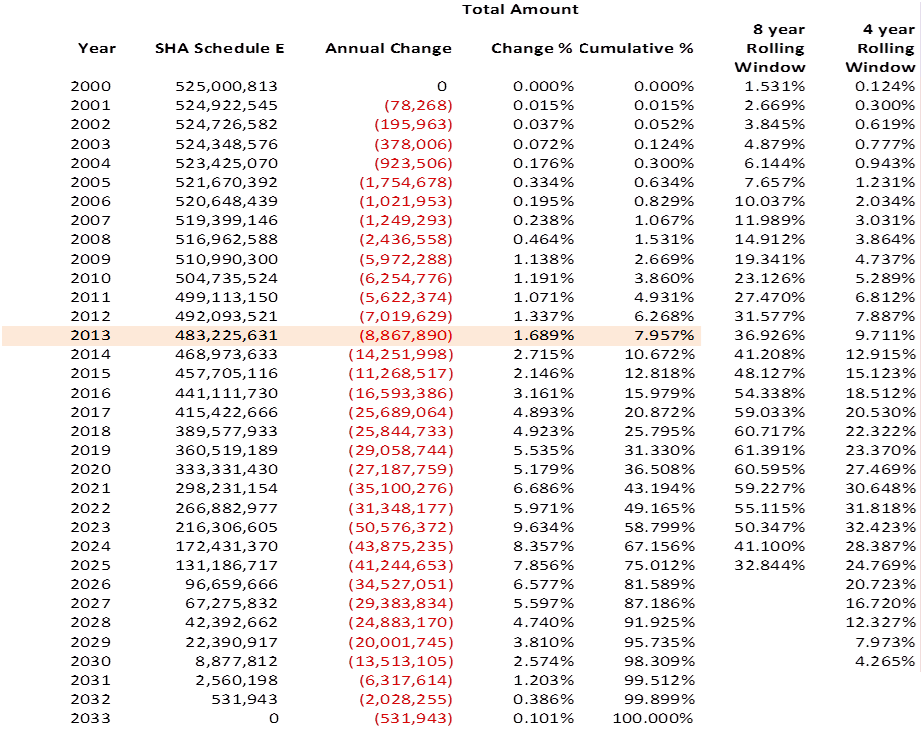 Total Amount
8 year 4 year
Year SHA Schedule E Annual Change Change % Cumulative % Rolling Rolling
Window Window
2000 525,000,813 0 0.000% 0.000% 1.531% 0.124%
2001 524,922,545 (78,268) 0.015% 0.015% 2.669% 0.300%
2002 524,726,582 (195,963) 0.037% 0.052% 3.845% 0.619%
2003 524,348,576 (378,006) 0.072% 0.124% 4.879% 0.777%
2004 523,425,070 (923,506) 0.176% 0.300% 6.144% 0.943%
2005 521,670,392 (1,754,678) 0.334% 0.634% 7.657% 1.231%
2006 520,648,439 (1,021,953) 0.195% 0.829% 10.037% 2.034%
2007 519,399,146 (1,249,293) 0.238% 1.067% 11.989% 3.031%
2008 516,962,588 (2,436,558) 0.464% 1.531% 14.912% 3.864%
2009 510,990,300 (5,972,288) 1.138% 2.669% 19.341% 4.737%
2010 504,735,524 (6,254,776) 1.191% 3.860% 23.126% 5.289%
2011 499,113,150 (5,622,374) 1.071% 4.931% 27.470% 6.812%
2012 492,093,521 (7,019,629) 1.337% 6.268% 31.577% 7.887%
2013 483,225,631 (8,867,890) 1.689% 7.957% 36.926% 9.711%
2014 468,973,633 (14,251,998) 2.715% 10.672% 41.208% 12.915%
2015 457,705,116 (11,268,517) 2.146% 12.818% 48.127% 15.123%
2016 441,111,730 (16,593,386) 3.161% 15.979% 54.338% 18.512%
2017 415,422,666 (25,689,064) 4.893% 20.872% 59.033% 20.530%
2018 389,577,933 (25,844,733) 4.923% 25.795% 60.717% 22.322%
2019 360,519,189 (29,058,744) 5.535% 31.330% 61.391% 23.370%
2020 333,331,430 (27,187,759) 5.179% 36.508% 60.595% 27.469%
2021 298,231,154 (35,100,276) 6.686% 43.194% 59.227% 30.648%
2022 266,882,977 (31,348,177) 5.971% 49.165% 55.115% 31.818%
2023 216,306,605 (50,576,372) 9.634% 58.799% 50.347% 32.423%
2024 172,431,370 (43,875,235) 8.357% 67.156% 41.100% 28.387%
2025 131,186,717 (41,244,653) 7.856% 75.012% 32.844% 24.769%
2026 96,659,666 (34,527,051) 6.577% 81.589% 20.723%
2027 67,275,832 (29,383,834) 5.597% 87.186% 16.720%
2028 42,392,662 (24,883,170) 4.740% 91.925% 12.327%
2029 22,390,917 (20,001,745) 3.810% 95.735% 7.973%
2030 8,877,812 (13,513,105) 2.574% 98.309% 4.265%
2031 2,560,198 (6,317,614) 1.203% 99.512%
2032 531,943 (2,028,255) 0.386% 99.899%
2033 0 (531,943) 0.101% 100.000%